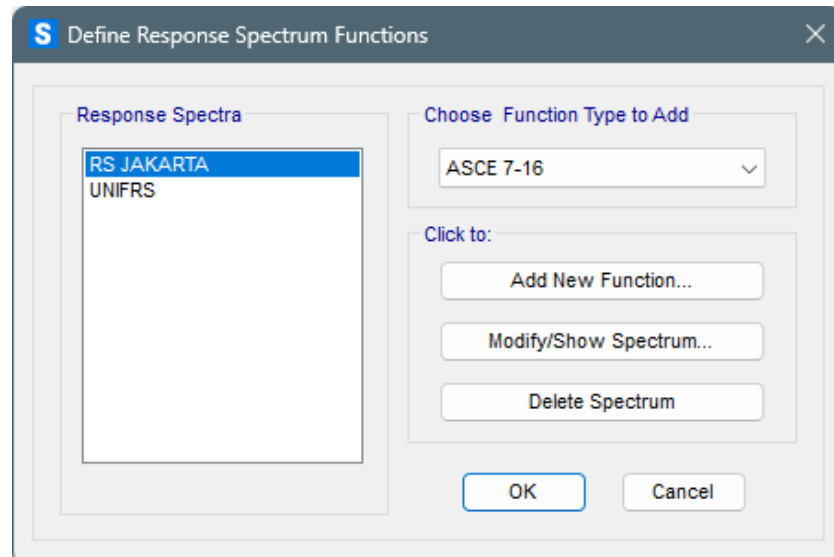 S Define Response Spectrum Functions
Response Spectra
RS JAKARTA
UNIFRS
Choose Function Type to Add
ASCE 7-16
Click to:
Add New Function...
Modify/Show Spectrum...
Delete Spectrum
OK
Cancel